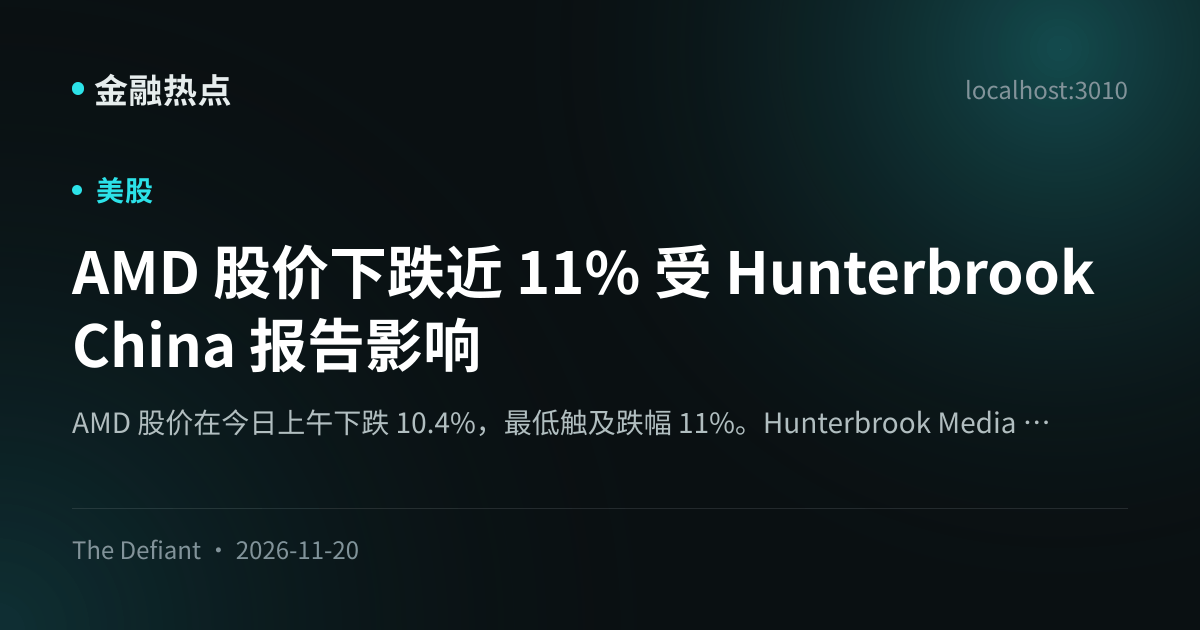 金融热点
localhost:3010
美股
AMD 股价下跌近 11% 受 Hunterbrook
China 报告影响
AMD 股价在今日上午下跌 10.4%，最低触及跌幅 11%。Hunterbrook Media …
The Defiant · 2026-11-20